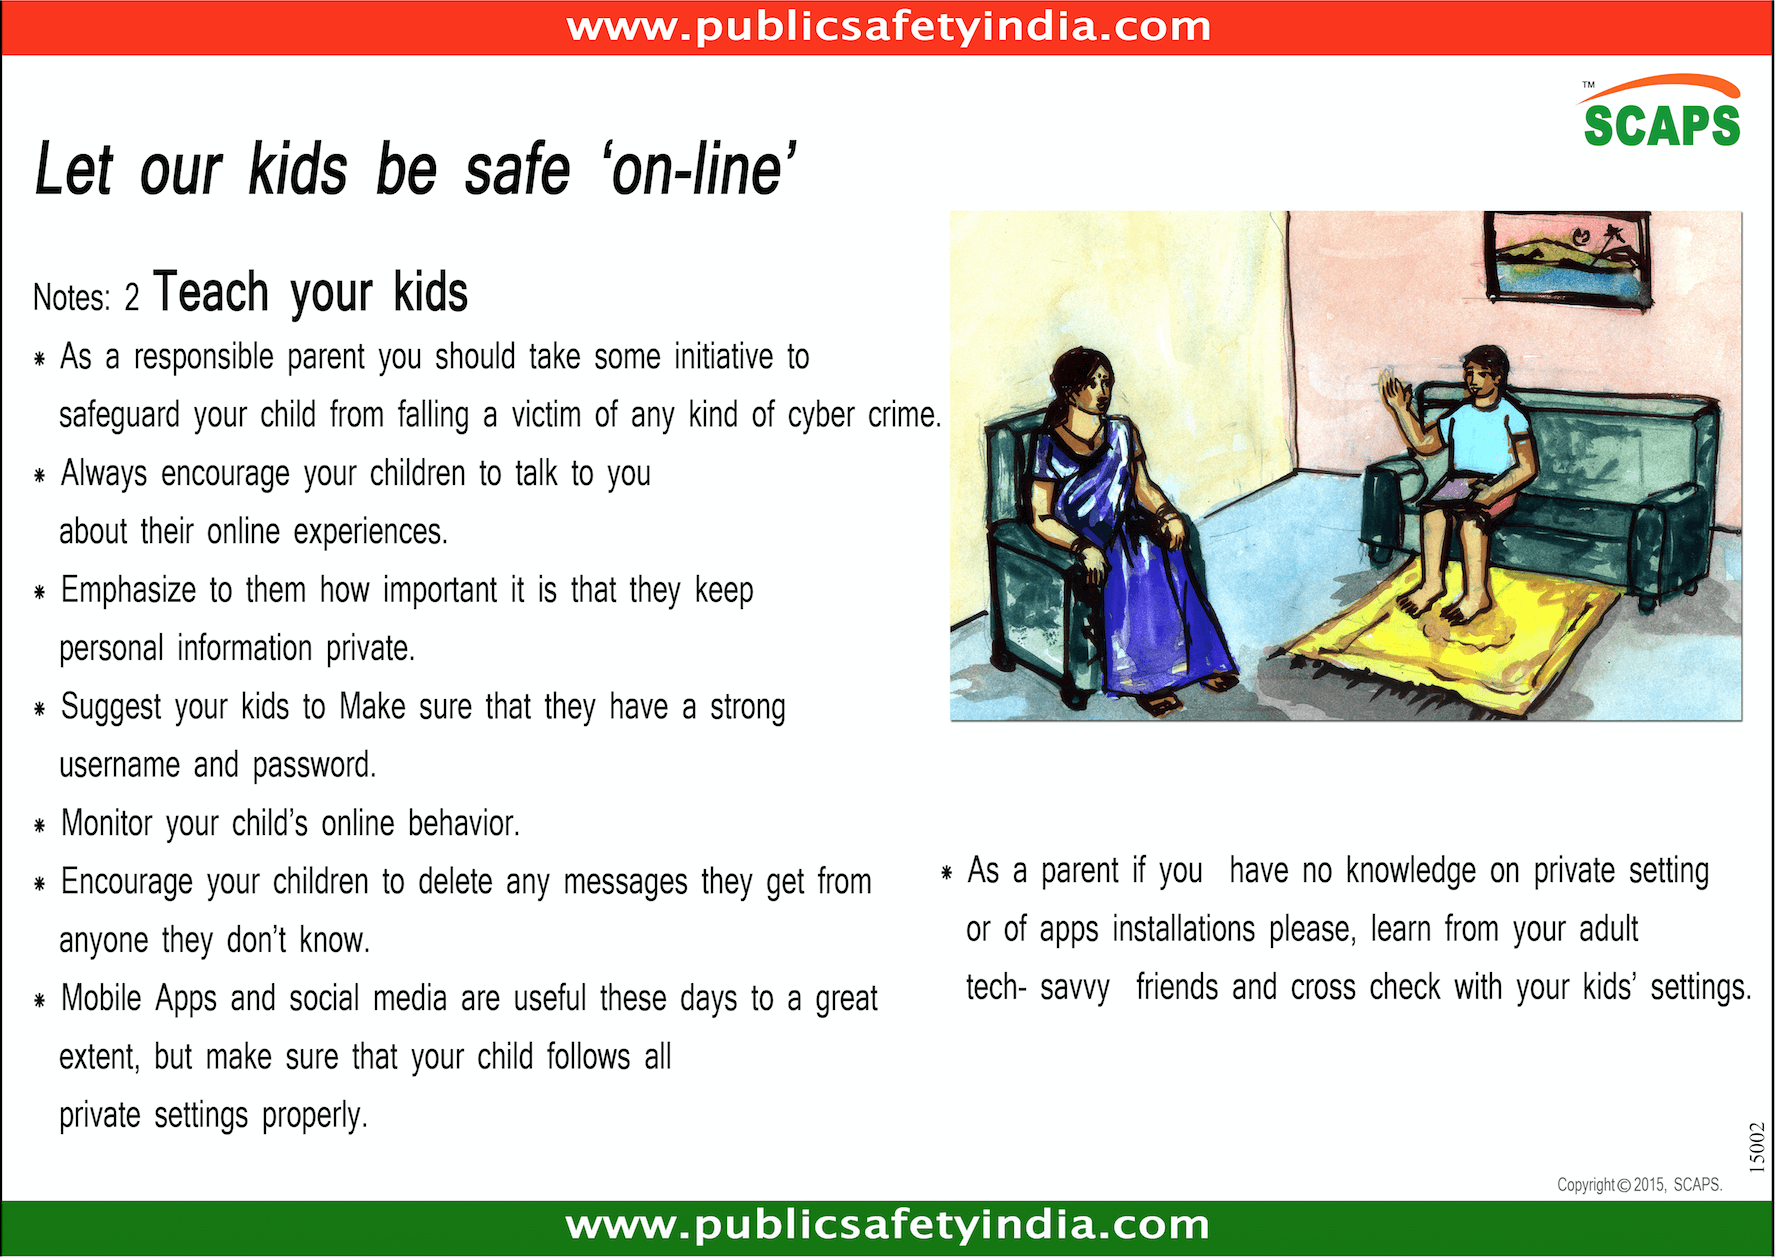 www.publicsafetyindia.com
TM
SCAPS
Let our kids be safe ‘on-line’
Notes: 2 Teach your kids
* As a responsible parent you should take some initiative to
safeguard your child from falling a victim of any kind of cyber crime.
* Always encourage your children to talk to you
about their online experiences.
* Emphasize to them how important it is that they keep
personal information private.
* Suggest your kids to Make sure that they have a strong
username and password.
* Monitor your child’s online behavior.
* Encourage your children to delete any messages they get from
anyone they don’t know.
* Mobile Apps and social media are useful these days to a great
extent, but make sure that your child follows all
private settings properly.
* As a parent if you have no knowledge on private setting
or of apps installations please, learn from your adult
tech- savvy friends and cross check with your kids’ settings.
15002
Copyright © 2015, SCAPS.
www.publicsafetyindia.com